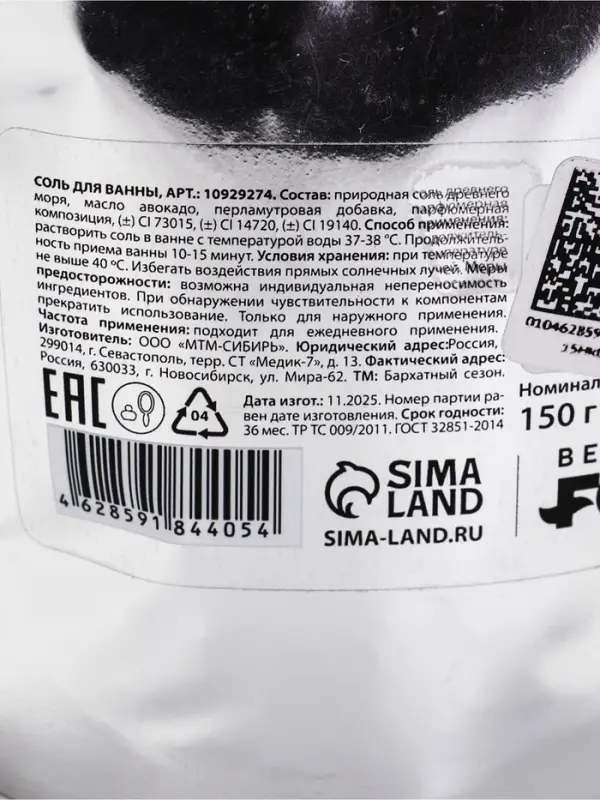 СОЛЬ ДЛЯ ВАННЫ, АРТ.: 10929274. Состав: природная соль древнего
моря, масло авокадо, перламутровая добавка, парфюмерная
композиция, (±) CI 73015, (±) CI 14720, (±) CI 19140. Способ применения:
растворить соль в ванне с температурой воды 37-38 °С. Продолжитель-
ность приема ванны 10-15 минут. Условия хранения: при температуре
не выше 40 °С. Избегать воздействия прямых солнечных лучей. Меры
предосторожности: возможна индивидуальная непереносимость
ингредиентов. При обнаружении чувствительности к компонентам
прекратить использование. Только для наружного применения.
Частота применения: подходит для ежедневного применения.
Изготовитель: ООО «МТМ-СИБИРЬ». Юридический адрес:Россия,
299014, г. Севастополь, терр. СТ «Медик-7», д. 13. Фактический адрес:
Россия, 630033, г. Новосибирск, ул. Мира-62. ТМ: Бархатный сезон.
EAC
04
Дата изгот.: 11.2025. Номер партии ра-
вен дате изготовления. Срок годности:
36 мес. ТР ТС 009/2011. ГОСТ 32851-2014
4 628591 844054
SIMA
LAND
SIMA-LAND.RU
Номинал
150 г
BE
010462859